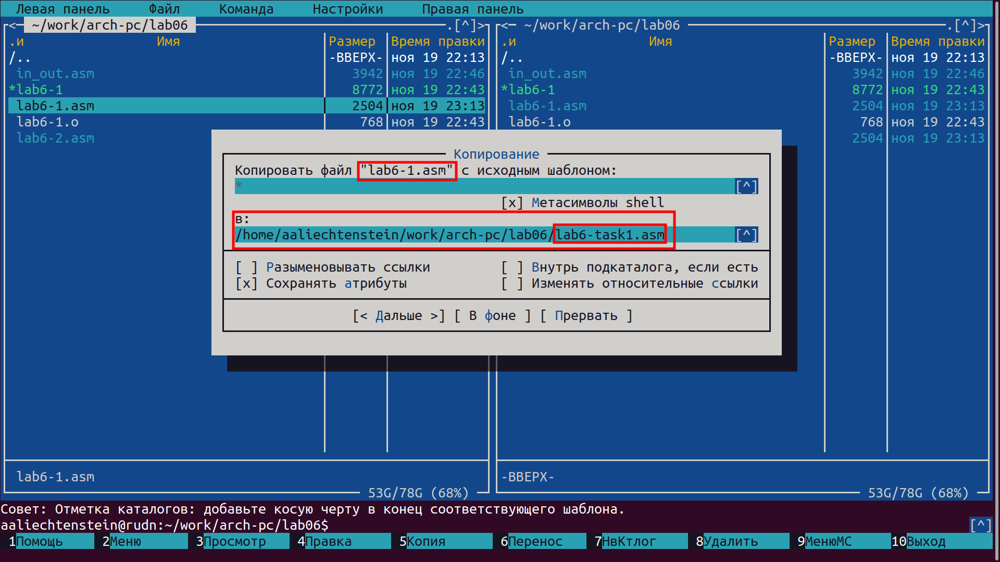 Левая панель Файл Команда Настройки Правая панель
<─ ~/work/arch-pc/lab06 .[^]> <─ ~/work/arch-pc/lab06 .[^]>
.и Имя Размер Время правки .и Имя Размер Время правки
/.. -ВВЕРХ- ноя 19 22:13 /.. -ВВЕРХ- ноя 19 22:13
in_out.asm 3942 ноя 19 22:46 in_out.asm 3942 ноя 19 22:46
*lab6-1 8772 ноя 19 22:43 *lab6-1 8772 ноя 19 22:43
lab6-1.asm 2504 ноя 19 23:13 lab6-1.asm 2504 ноя 19 23:13
lab6-1.o 768 ноя 19 22:43 lab6-1.o 768 ноя 19 22:43
lab6-2.asm 2504 ноя 19 23:13
Копирование
Копировать файл "lab6-1.asm" с исходным шаблоном:
* [^]
[x] Метасимволы shell
в:
/home/aaliechtenstein/work/arch-pc/lab06/lab6-task1.asm [^]
[ ] Разыменовывать ссылки [ ] Внутрь подкаталога, если есть
[x] Сохранять атрибуты [ ] Изменять относительные ссылки
[< Дальше >] [ В фоне ] [ Прервать ]
lab6-1.asm -ВВЕРХ-
53G/78G (68%) 53G/78G (68%)
Совет: Отметка каталогов: добавьте косую черту в конец соответствующего шаблона.
aaliechtenstein@rudn:~/work/arch-pc/lab06$ [^]
1Помощь 2Меню 3Просмотр 4Правка 5Копия 6Перенос 7НвКтлог 8Удалить 9МенюМС 10Выход